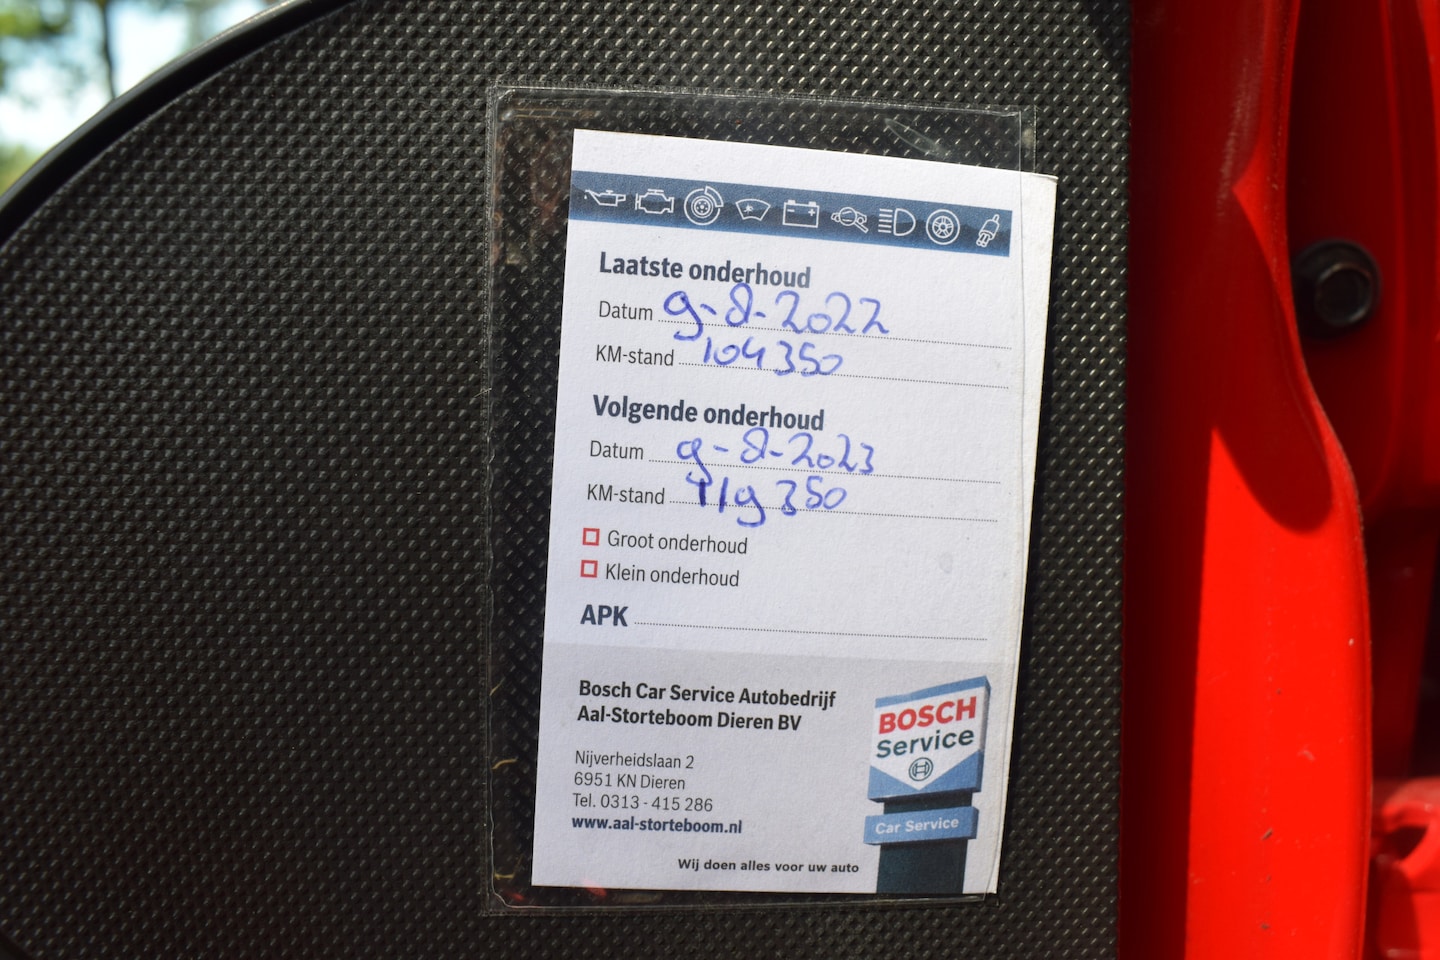 Laatste onderhoud
Datum 9-8-2022
KM-stand 104350
Volgende onderhoud
Datum 9-8-2023
KM-stand 119350
Groot onderhoud
Klein onderhoud
APK
Bosch Car Service Autobedrijf
Aal-Storteboom Dieren BV
Nijverheidslaan 2
6951 KN Dieren
Tel. 0313 - 415 286
www.aal-storteboom.nl
Wij doen alles voor uw auto
BOSCH
Service
Car Service